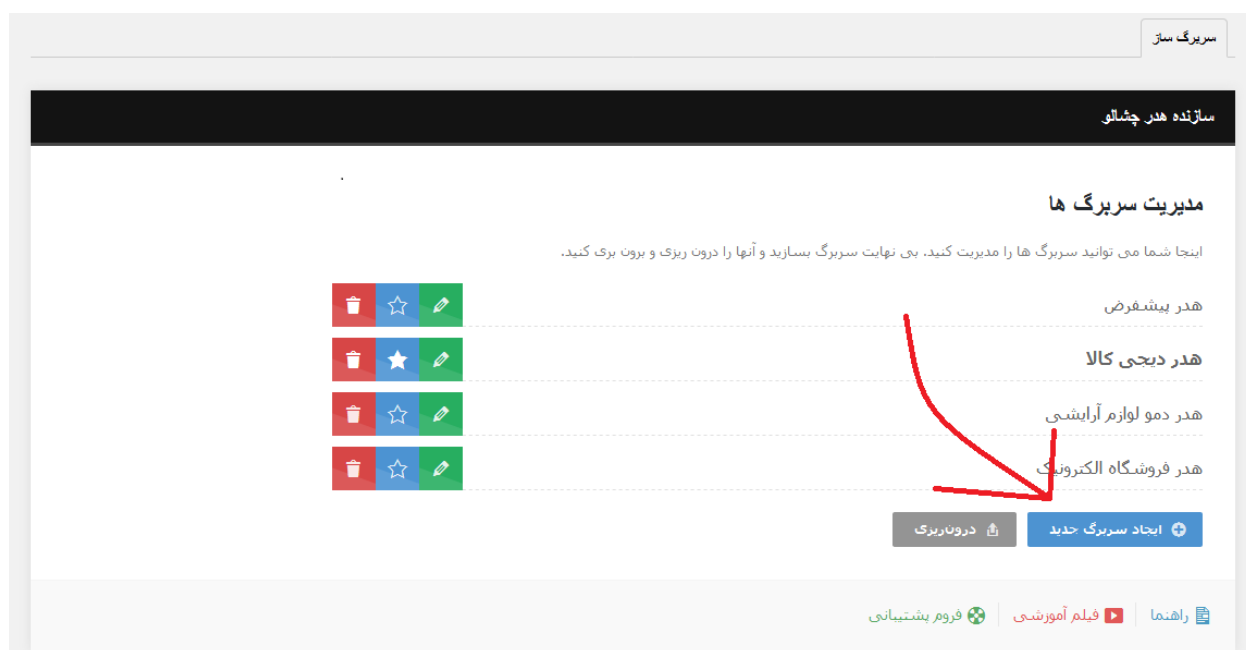 سربرگ ساز
سازنده هدر چشالو
مدیریت سربرگ ها
اینجا شما می توانید سربرگ ها را مدیریت کنید، بی نهایت سربرگ بسازید و آنها را درون ریزی و برون بری کنید.
هدر پیشفرض
هدر دیجی کالا
هدر دمو لوازم آرایشی
هدر فروشگاه الکترونیک
ایجاد سربرگ جدید درون‌ریزی
راهنما فیلم آموزشی فروم پشتیبانی